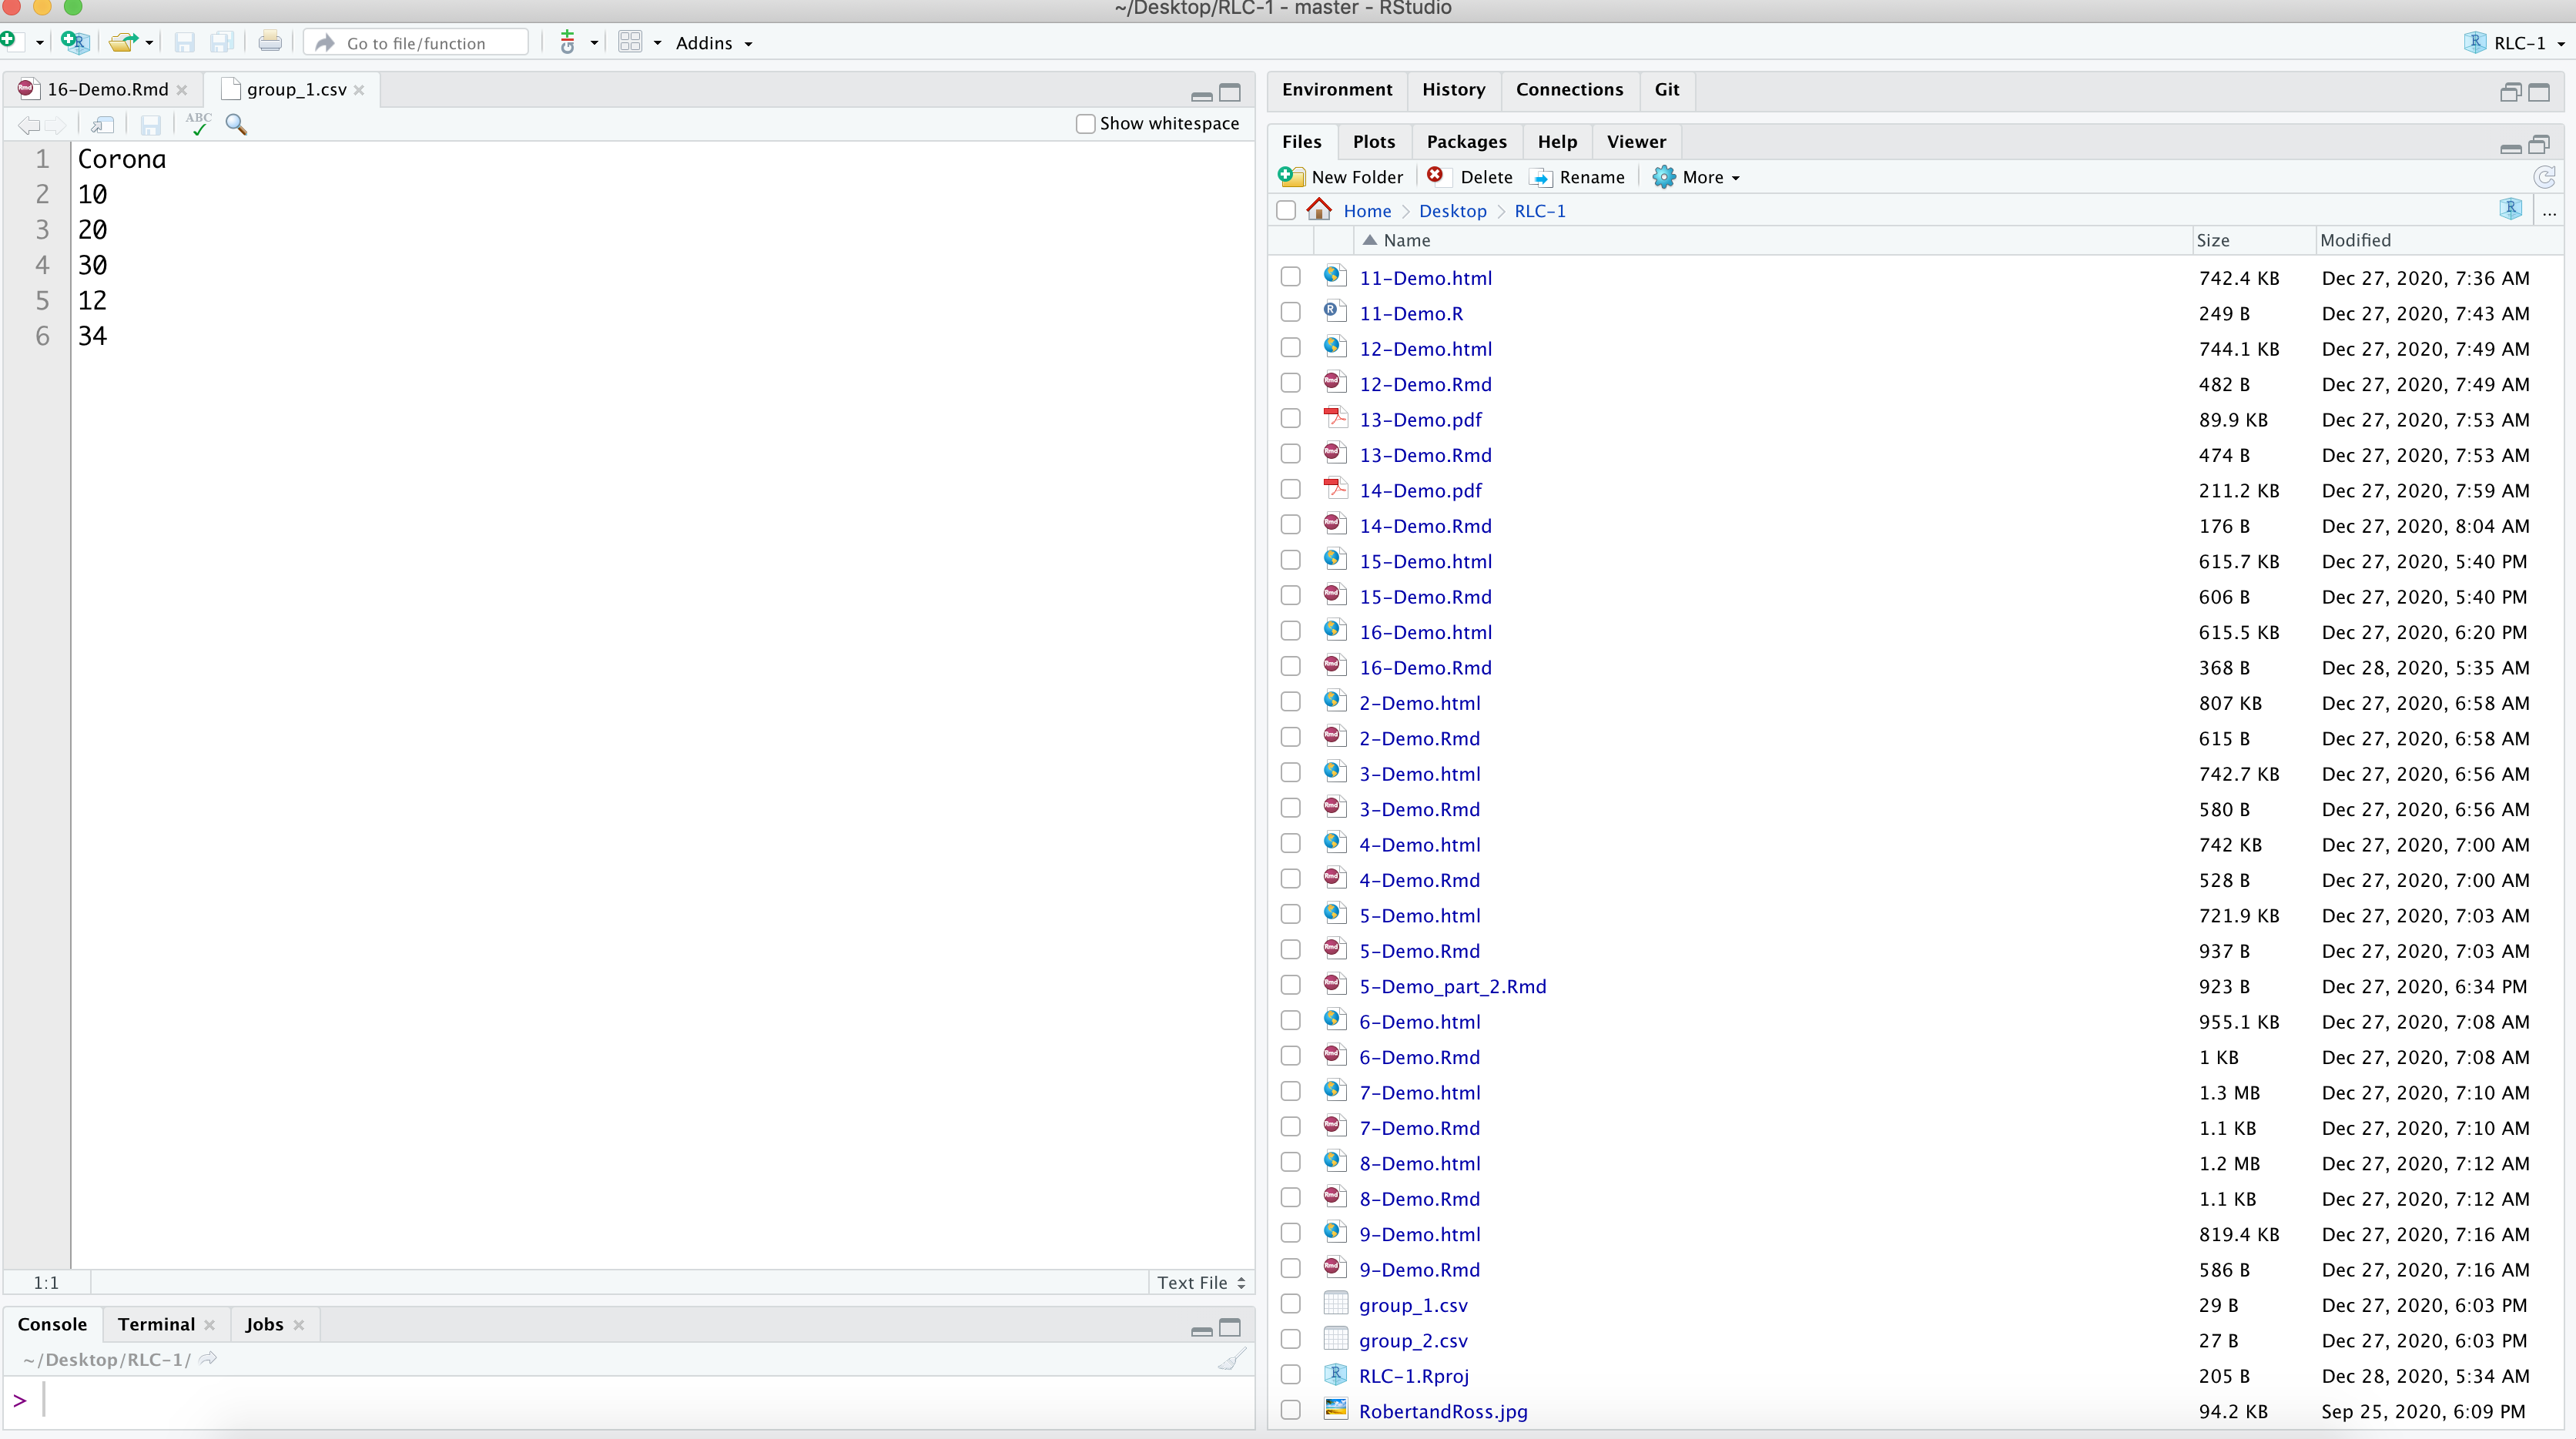 ~/Desktop/RLC-1 - master - RStudio
Go to file/function
Addins
RLC-1
16-Demo.Rmd
group_1.csv
ABC
Show whitespace
1 Corona
2 10
3 20
4 30
5 12
6 34
1:1
Text File
Console
Terminal
Jobs
~/Desktop/RLC-1/
>
Environment
History
Connections
Git
Files
Plots
Packages
Help
Viewer
New Folder
Delete
Rename
More
Home
Desktop
RLC-1
...
Name Size Modified
11-Demo.html 742.4 KB Dec 27, 2020, 7:36 AM
11-Demo.R 249 B Dec 27, 2020, 7:43 AM
12-Demo.html 744.1 KB Dec 27, 2020, 7:49 AM
12-Demo.Rmd 482 B Dec 27, 2020, 7:49 AM
13-Demo.pdf 89.9 KB Dec 27, 2020, 7:53 AM
13-Demo.Rmd 474 B Dec 27, 2020, 7:53 AM
14-Demo.pdf 211.2 KB Dec 27, 2020, 7:59 AM
14-Demo.Rmd 176 B Dec 27, 2020, 8:04 AM
15-Demo.html 615.7 KB Dec 27, 2020, 5:40 PM
15-Demo.Rmd 606 B Dec 27, 2020, 5:40 PM
16-Demo.html 615.5 KB Dec 27, 2020, 6:20 PM
16-Demo.Rmd 368 B Dec 28, 2020, 5:35 AM
2-Demo.html 807 KB Dec 27, 2020, 6:58 AM
2-Demo.Rmd 615 B Dec 27, 2020, 6:58 AM
3-Demo.html 742.7 KB Dec 27, 2020, 6:56 AM
3-Demo.Rmd 580 B Dec 27, 2020, 6:56 AM
4-Demo.html 742 KB Dec 27, 2020, 7:00 AM
4-Demo.Rmd 528 B Dec 27, 2020, 7:00 AM
5-Demo.html 721.9 KB Dec 27, 2020, 7:03 AM
5-Demo.Rmd 937 B Dec 27, 2020, 7:03 AM
5-Demo_part_2.Rmd 923 B Dec 27, 2020, 6:34 PM
6-Demo.html 955.1 KB Dec 27, 2020, 7:08 AM
6-Demo.Rmd 1 KB Dec 27, 2020, 7:08 AM
7-Demo.html 1.3 MB Dec 27, 2020, 7:10 AM
7-Demo.Rmd 1.1 KB Dec 27, 2020, 7:10 AM
8-Demo.html 1.2 MB Dec 27, 2020, 7:12 AM
8-Demo.Rmd 1.1 KB Dec 27, 2020, 7:12 AM
9-Demo.html 819.4 KB Dec 27, 2020, 7:16 AM
9-Demo.Rmd 586 B Dec 27, 2020, 7:16 AM
group_1.csv 29 B Dec 27, 2020, 6:03 PM
group_2.csv 27 B Dec 27, 2020, 6:03 PM
RLC-1.Rproj 205 B Dec 28, 2020, 5:34 AM
RobertandRoss.jpg 94.2 KB Sep 25, 2020, 6:09 PM